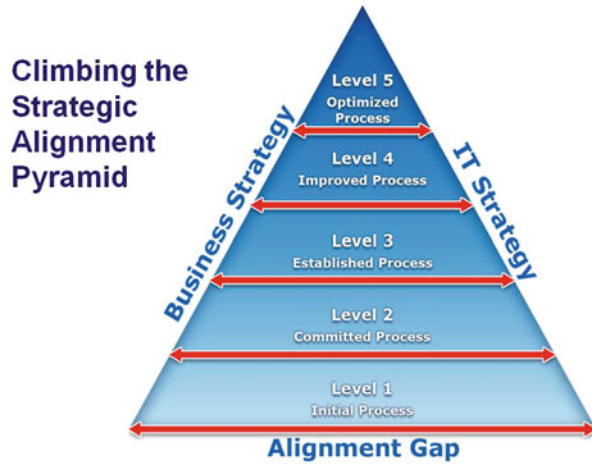 Climbing the
Strategic
Alignment
Pyramid
Business Strategy
IT Strategy
Level 5
Optimized
Process
Level 4
Improved Process
Level 3
Established Process
Level 2
Committed Process
Level 1
Initial Process
Alignment Gap